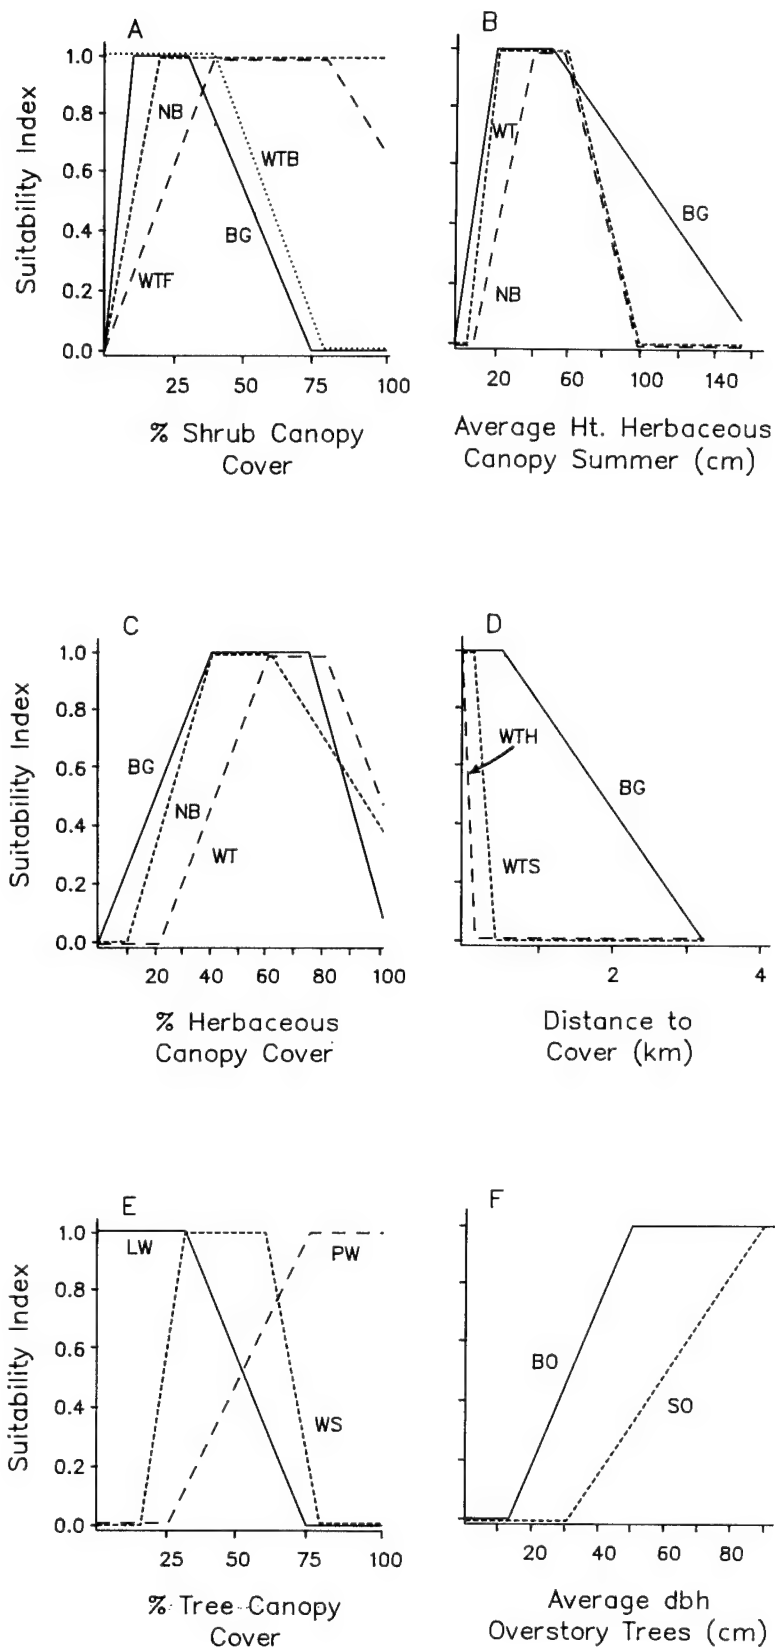 A
Suitability Index
1.0
0.8
0.6
0.4
0.2
0.0
NB
WTB
BG
WTF
25
50
75
100
% Shrub Canopy
Cover
B
WT
BG
NB
20
60
100
140
Average Ht. Herbaceous
Canopy Summer (cm)
C
Suitability Index
1.0
0.8
0.6
0.4
0.2
0.0
BG
NB
WT
20
40
60
80
100
% Herbaceous
Canopy Cover
D
WTH
BG
WTS
2
4
Distance to
Cover (km)
E
Suitability Index
1.0
0.8
0.6
0.4
0.2
0.0
LW
PW
WS
25
50
75
100
% Tree Canopy
Cover
F
BO
SO
20
40
60
80
Average dbh
Overstory Trees (cm)